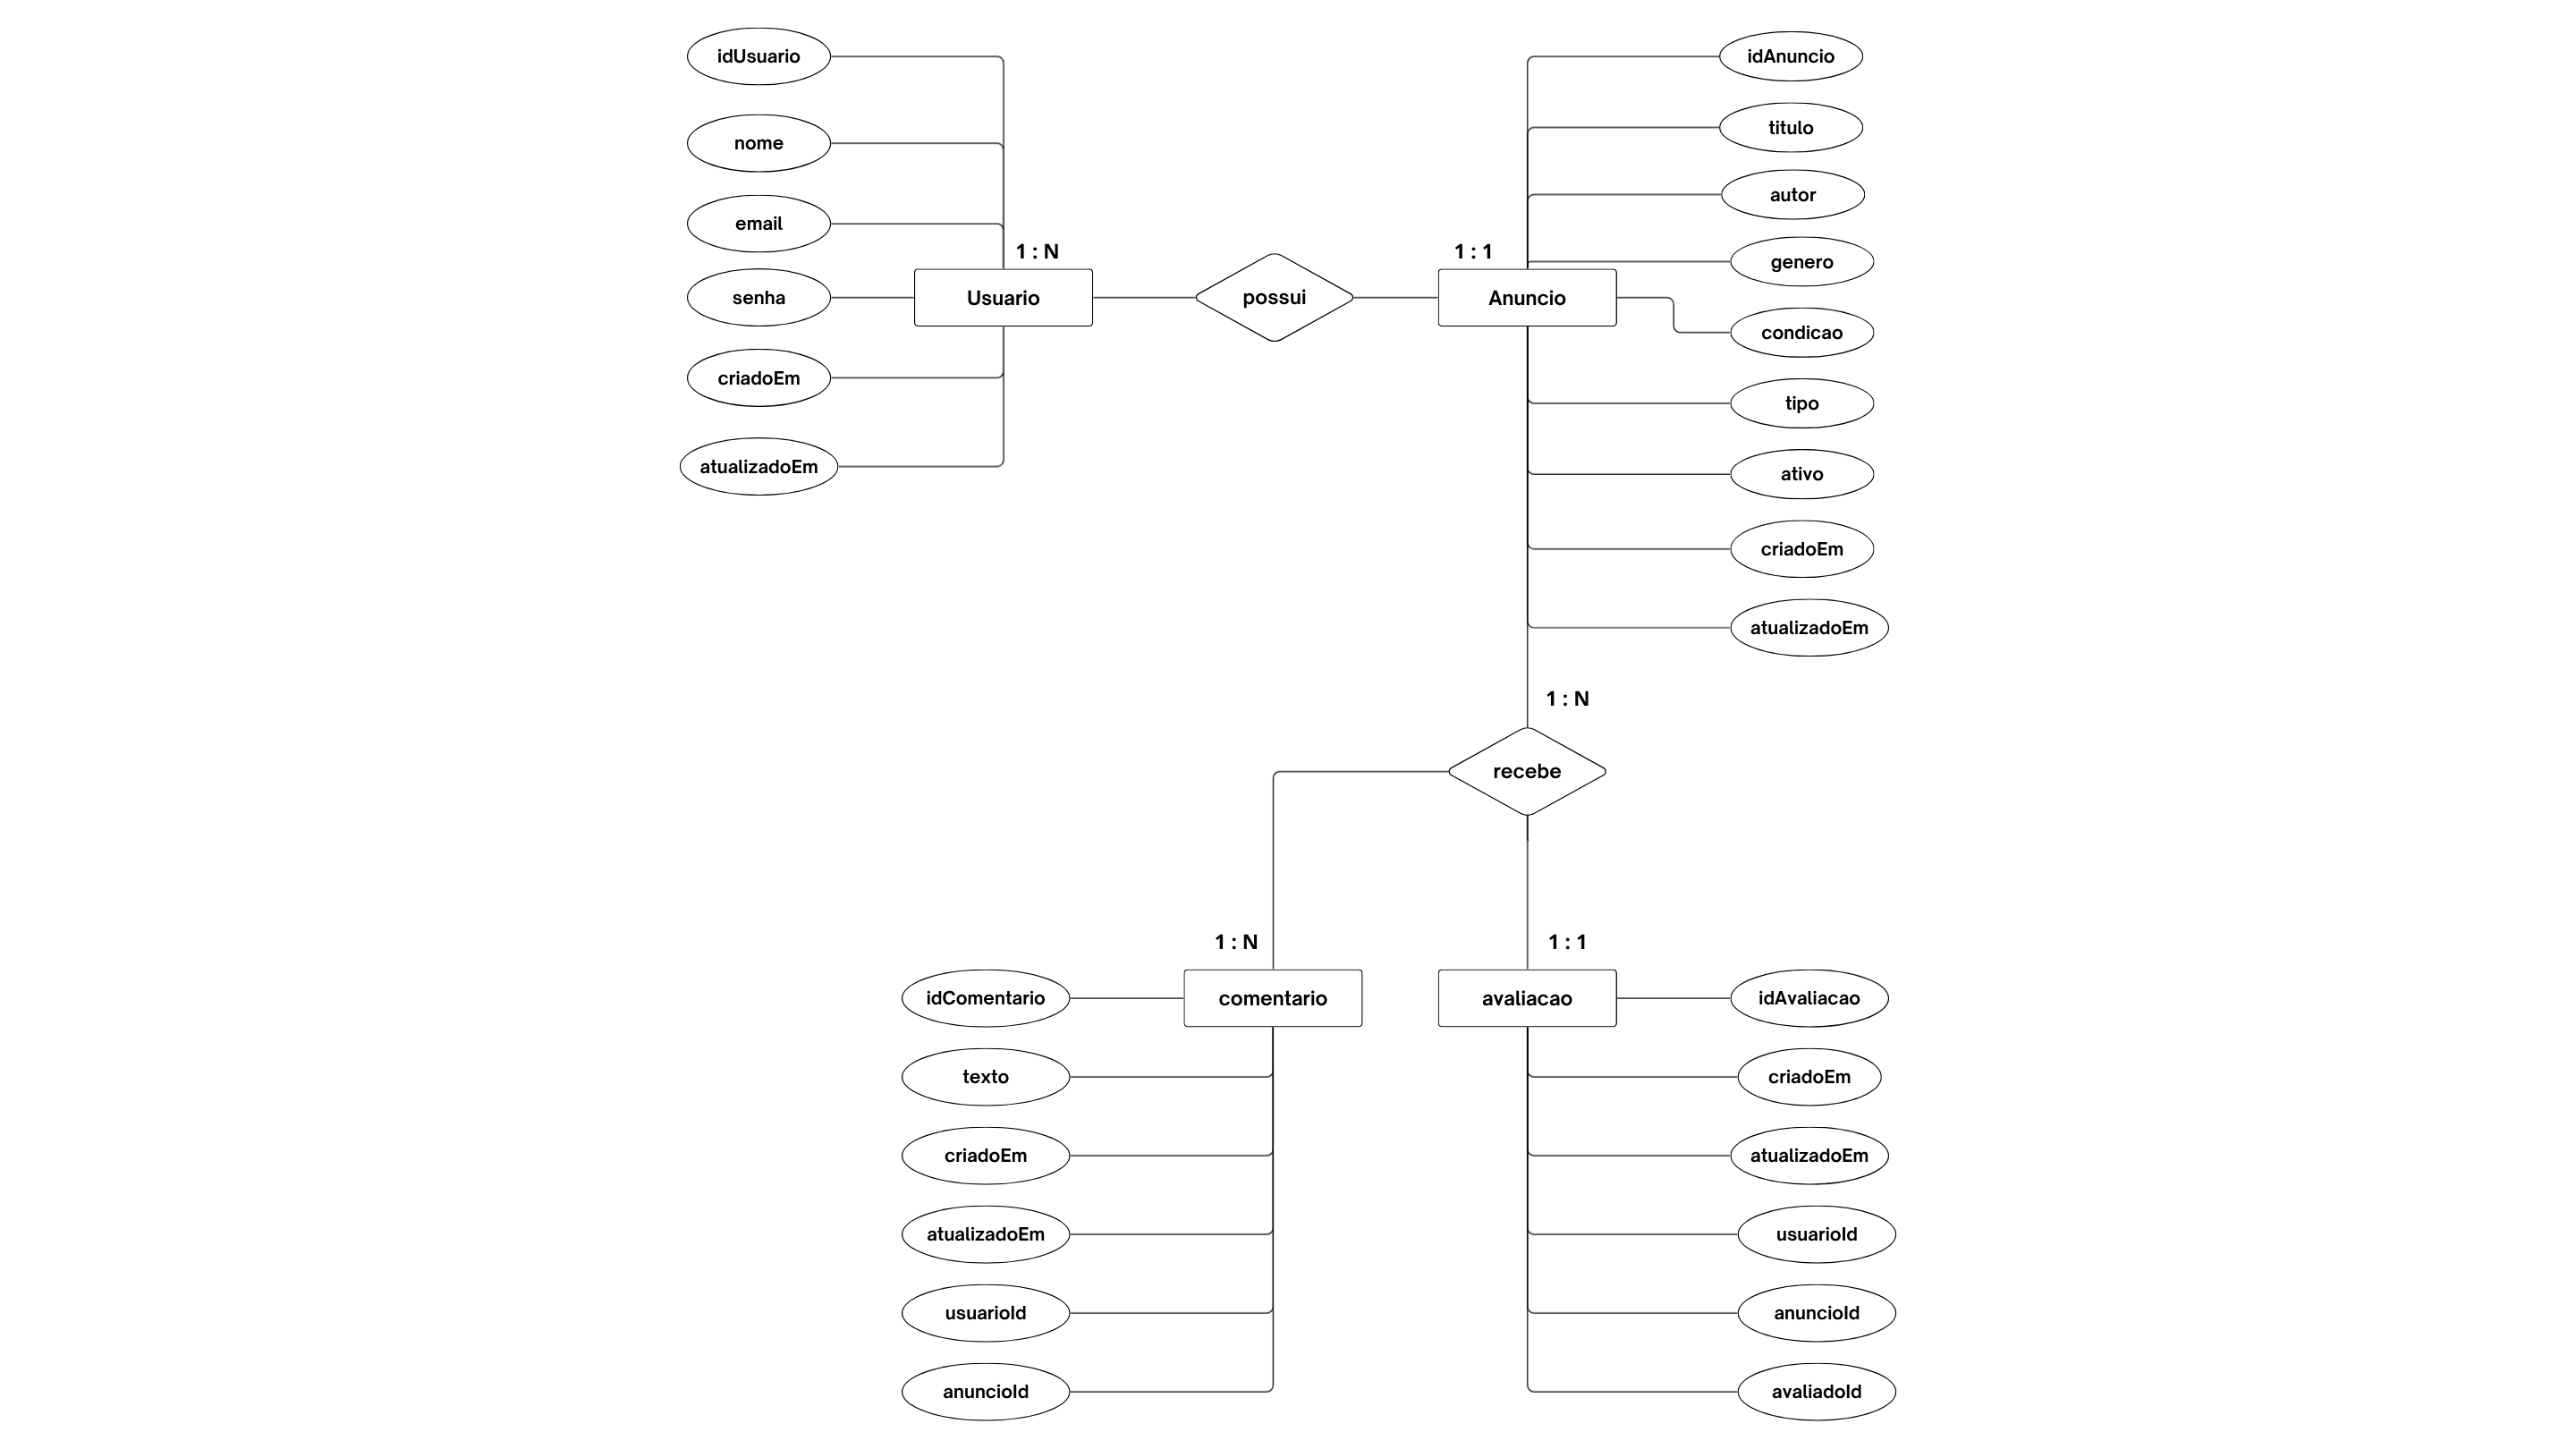 idUsuario
nome
email
senha
criadoEm
atualizadoEm
1 : N
Usuario
possui
1 : 1
Anuncio
idAnuncio
titulo
autor
genero
condicao
tipo
ativo
criadoEm
atualizadoEm
1 : N
recebe
1 : N
comentario
idComentario
texto
criadoEm
atualizadoEm
usuarioId
anuncioId
1 : 1
avaliacao
idAvaliacao
criadoEm
atualizadoEm
usuarioId
anuncioId
avaliadoId